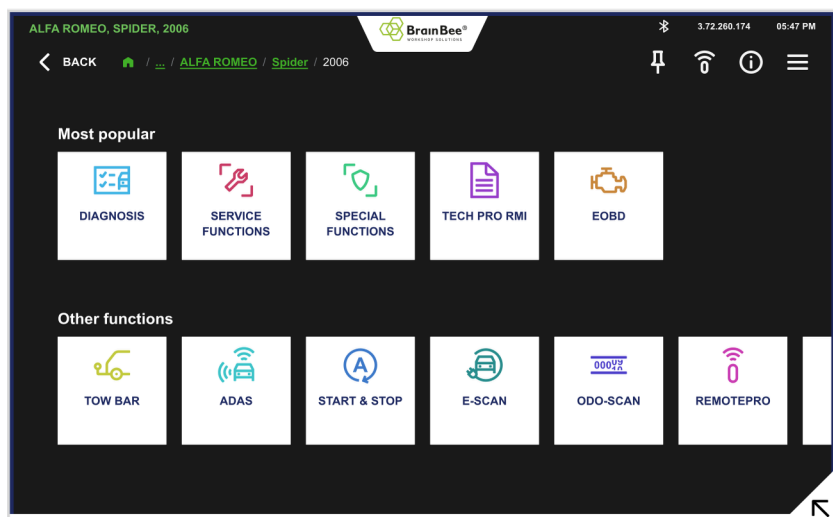 ALFA ROMEO, SPIDER, 2006
BrainBee®
WORKSHOP SOLUTIONS
3.72.260.174
05:47 PM
BACK / ... / ALFA ROMEO / Spider / 2006
Most popular
DIAGNOSIS
SERVICE
FUNCTIONS
SPECIAL
FUNCTIONS
TECH PRO RMI
EOBD
Other functions
TOW BAR
A
ADAS
START & STOP
E-SCAN
ODO-SCAN
REMOTEPRO